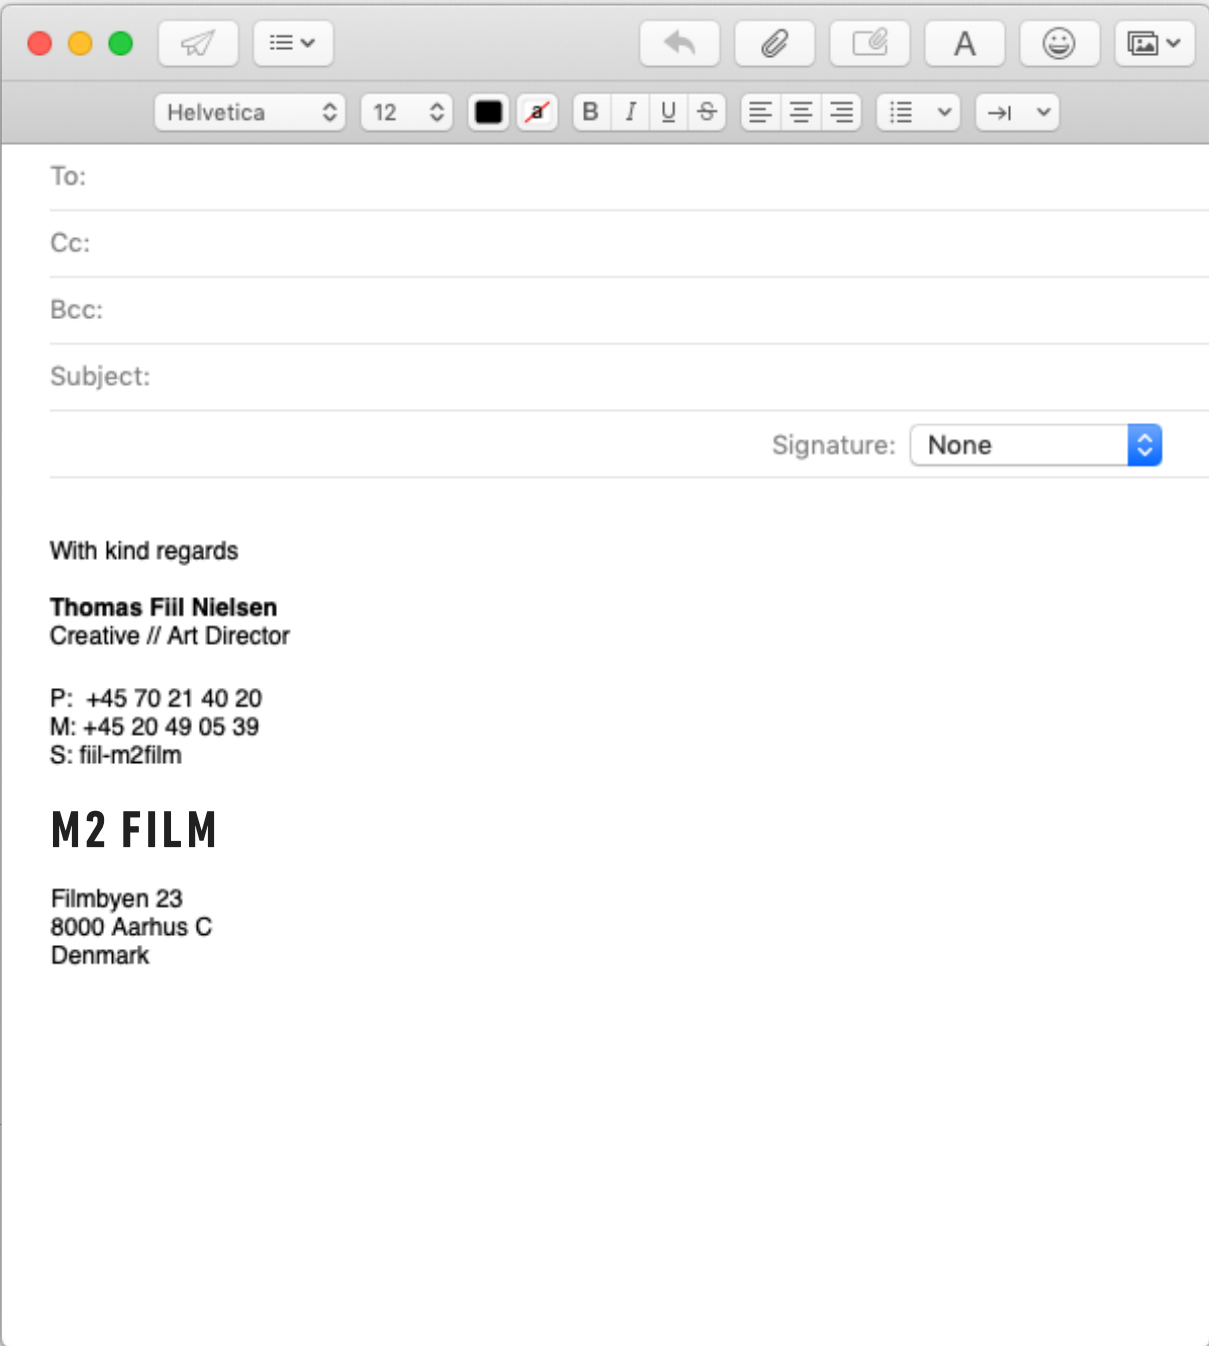 Helvetica 12 a B I U S
A
To:
Cc:
Bcc:
Subject:
Signature: None
With kind regards
Thomas Fiil Nielsen
Creative // Art Director
P:  +45 70 21 40 20
M: +45 20 49 05 39
S: fiil-m2film
M2 FILM
Filmbyen 23
8000 Aarhus C
Denmark